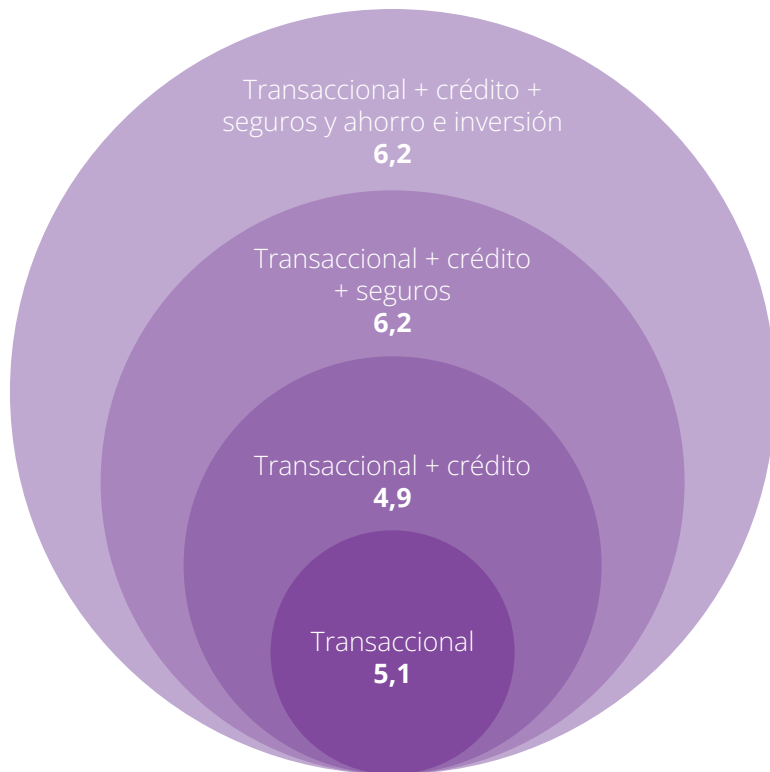 Transaccional + crédito +
seguros y ahorro e inversión
6,2
Transaccional + crédito
+ seguros
6,2
Transaccional + crédito
4,9
Transaccional
5,1